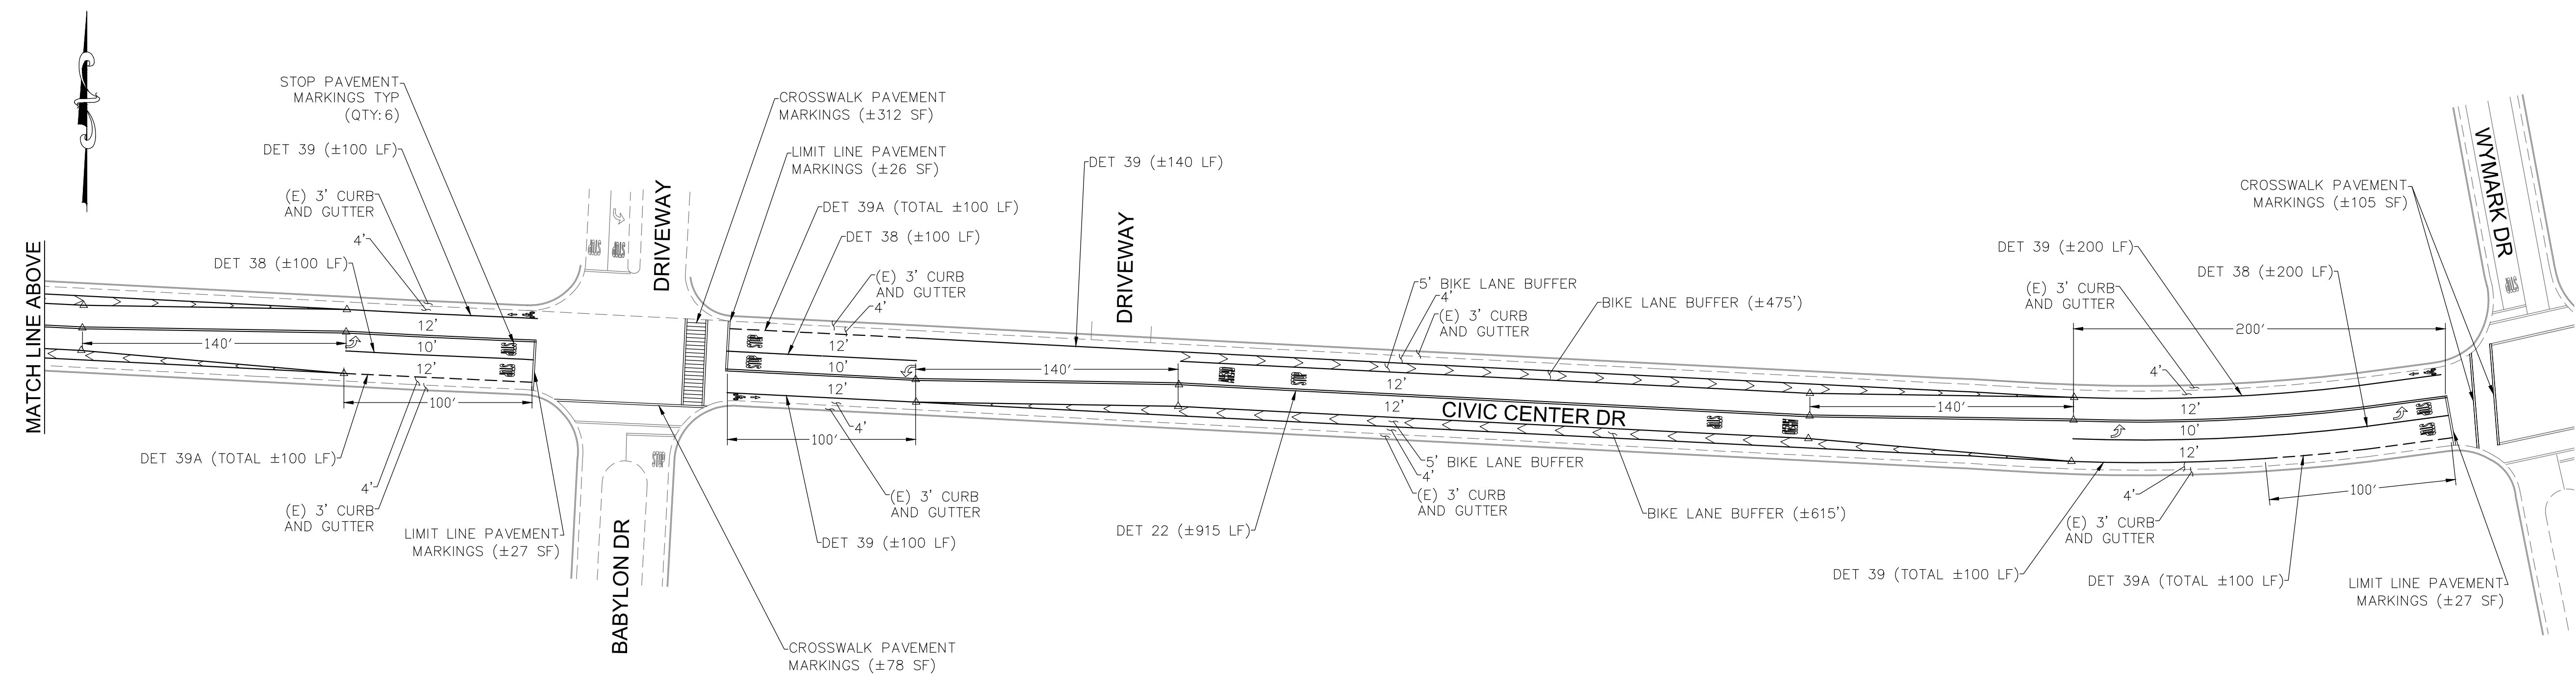 STOP PAVEMENT
MARKINGS TYP
(QTY:6)
DET 39 (±100 LF)
(E) 3' CURB
AND GUTTER
4'
DET 38 (±100 LF)
MATCH LINE ABOVE
140'
12'
10'
12'
100'
DET 39A (TOTAL ±100 LF)
4'
(E) 3' CURB
AND GUTTER
LIMIT LINE PAVEMENT
MARKINGS (±27 SF)
DRIVEWAY
STOP
BABYLON DR
STOP
CROSSWALK PAVEMENT
MARKINGS (±312 SF)
LIMIT LINE PAVEMENT
MARKINGS (±26 SF)
DET 39A (TOTAL ±100 LF)
DET 38 (±100 LF)
(E) 3' CURB
AND GUTTER
4'
STOP
STOP
12'
10'
12'
100'
4'
(E) 3' CURB
AND GUTTER
DET 39 (±100 LF)
CROSSWALK PAVEMENT
MARKINGS (±78 SF)
DET 39 (±140 LF)
DRIVEWAY
140'
5' BIKE LANE BUFFER
4'
(E) 3' CURB
AND GUTTER
BIKE LANE BUFFER (±475')
STOP
12'
12'
CIVIC CENTER DR
5' BIKE LANE BUFFER
4'
(E) 3' CURB
AND GUTTER
DET 22 (±915 LF)
BIKE LANE BUFFER (±615')
140'
CROSSWALK PAVEMENT
MARKINGS (±105 SF)
WYMARK DR
DET 39 (±200 LF)
DET 38 (±200 LF)
(E) 3' CURB
AND GUTTER
200'
4'
12'
10'
12'
4'
100'
(E) 3' CURB
AND GUTTER
DET 39 (TOTAL ±100 LF)
DET 39A (TOTAL ±100 LF)
LIMIT LINE PAVEMENT
MARKINGS (±27 SF)